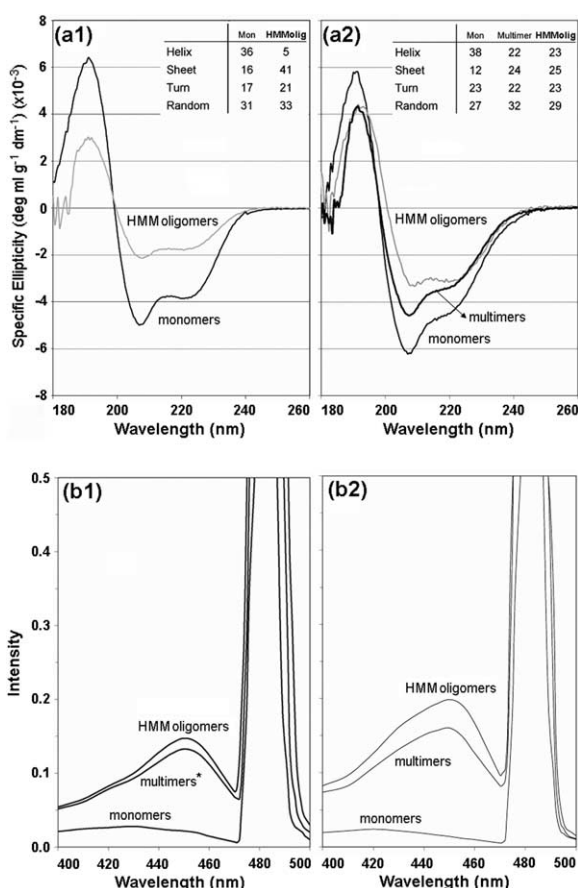 (a1)
Mon HMMolig
Helix 36 5
Sheet 16 41
Turn 17 21
Random 31 33
HMM oligomers
monomers
Specific Ellipticity (deg ml g⁻¹ dm⁻¹) (x10⁻³)
8
6
4
2
0
-2
-4
-6
-8
180 200 220 240 260
Wavelength (nm)
(a2)
Mon Multimer HMMolig
Helix 38 22 23
Sheet 12 24 25
Turn 23 22 23
Random 27 32 29
HMM oligomers
multimers
monomers
180 200 220 240 260
Wavelength (nm)
(b1)
HMM oligomers
multimers*
monomers
Intensity
0.5
0.4
0.3
0.2
0.1
0.0
400 420 440 460 480 500
Wavelength (nm)
(b2)
HMM oligomers
multimers
monomers
400 420 440 460 480 500
Wavelength (nm)